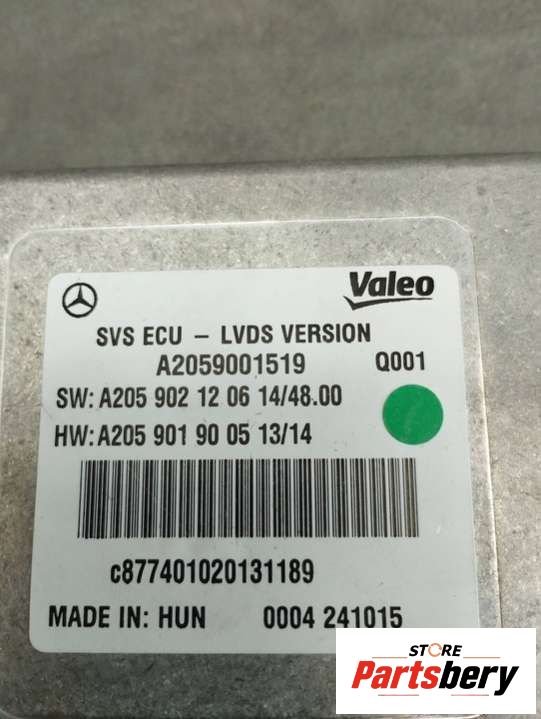 Valeo
SVS ECU – LVDS VERSION
A2059001519 Q001
SW: A205 902 12 06 14/48.00
HW: A205 901 90 05 13/14
c877401020131189
MADE IN: HUN 0004 241015
STORE
Partsbery